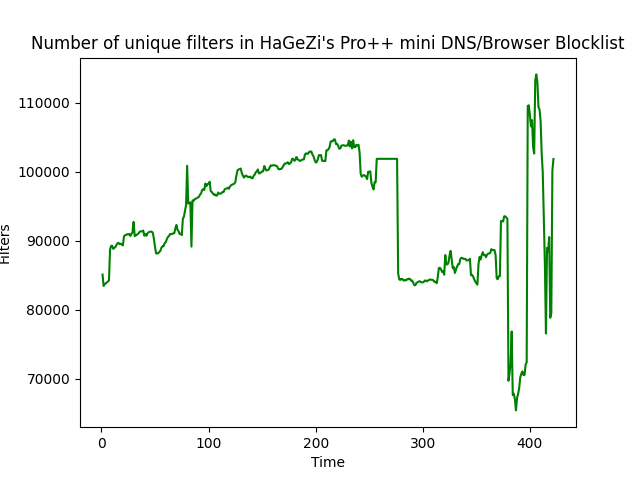 Number of unique filters in HaGeZi's Pro++ mini DNS/Browser Blocklist
110000
100000
90000
80000
70000
Filters
0 100 200 300 400
Time